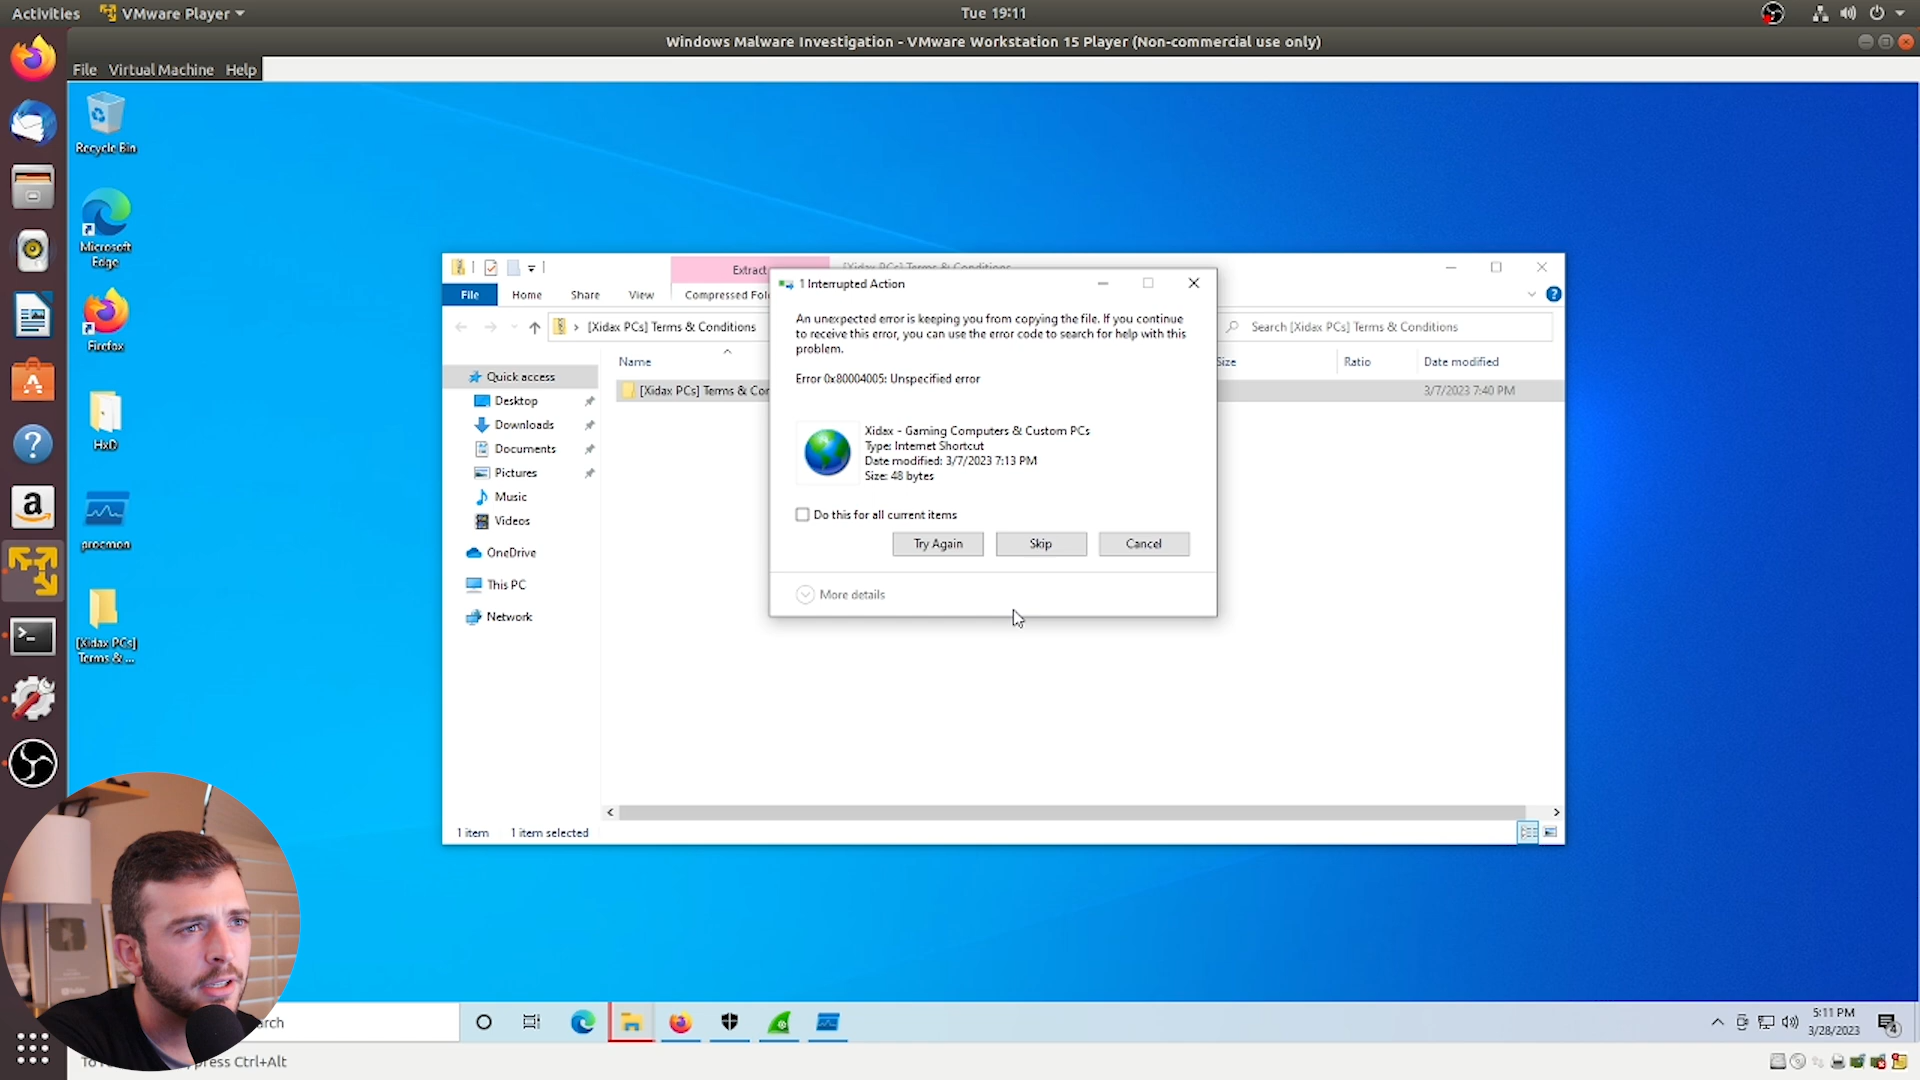 Activities
VMware Player
Tue 19:11
Windows Malware Investigation - VMware Workstation 15 Player (Non-commercial use only)
File Virtual Machine Help
Recycle Bin
Microsoft Edge
Firefox
HxD
procmon
[Xidax PCs] Terms & ...
Extract
[Xidax PCs] Terms & Conditions
File Home Share View Compressed Fol
[Xidax PCs] Terms & Conditions
Search [Xidax PCs] Terms & Conditions
Name
Size
Ratio
Date modified
[Xidax PCs] Terms & Con
3/7/2023 7:40 PM
Quick access
Desktop
Downloads
Documents
Pictures
Music
Videos
OneDrive
This PC
Network
1 Interrupted Action
An unexpected error is keeping you from copying the file. If you continue
to receive this error, you can use the error code to search for help with this
problem.
Error 0x80004005: Unspecified error
Xidax - Gaming Computers & Custom PCs
Type: Internet Shortcut
Date modified: 3/7/2023 7:13 PM
Size: 48 bytes
Do this for all current items
Try Again
Skip
Cancel
More details
1 item
1 item selected
arch
5:11 PM
3/28/2023
4
press Ctrl+Alt